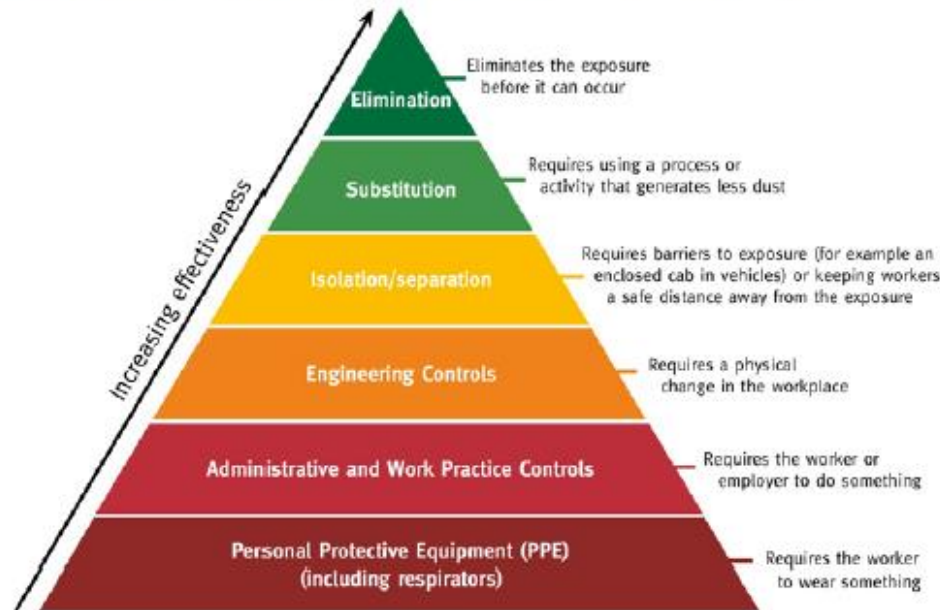 Elimination
Eliminates the exposure
before it can occur
Substitution
Requires using a process or
activity that generates less dust
Isolation/separation
Requires barriers to exposure (for example an
enclosed cab in vehicles) or keeping workers
a safe distance away from the exposure
Engineering Controls
Requires a physical
change in the workplace
Administrative and Work Practice Controls
Requires the worker or
employer to do something
Personal Protective Equipment (PPE)
(including respirators)
Requires the worker
to wear something
Increasing effectiveness